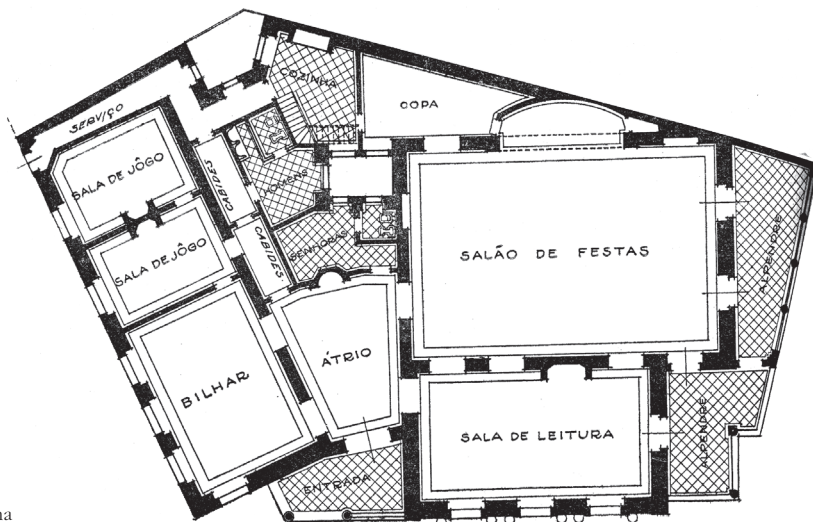 COZINHA
COPA
SERVIÇO
SALA DE JÔGO
CABIDES
HOMENS
SALA DE JÔGO
CABIDES
SENHORAS
SALÃO DE FESTAS
ALPENDRE
ÁTRIO
BILHAR
SALA DE LEITURA
ALPENDRE
ENTRADA
na